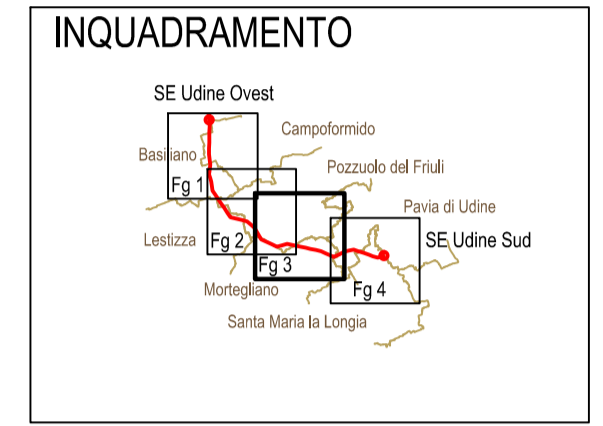 INQUADRAMENTO
SE Udine Ovest
Campoformido
Basiliano
Pozzuolo del Friuli
Fg 1
Pavia di Udine
Lestizza
Fg 2
SE Udine Sud
Fg 3
Mortegliano
Fg 4
Santa Maria la Longia